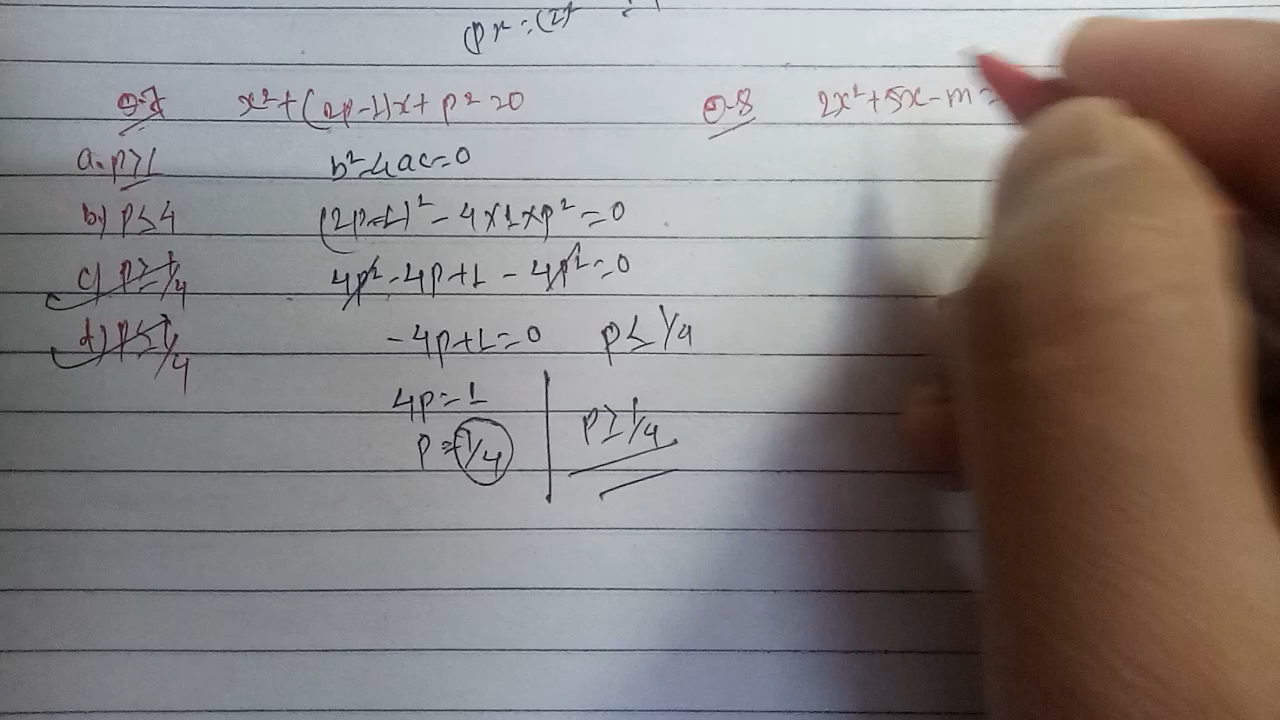 Q-7 x²+(2p-1)x+p²=0
a. p≥1
b) p≤4
c) p≥1/4
d) p≤1/4
b²-4ac=0
(2p-1)²-4×1×p²=0
4p²-4p+1-4p²=0
-4p+1=0 p≤1/4
4p=1
p=1/4
p≥1/4
Q-8 2x²+5x-m=